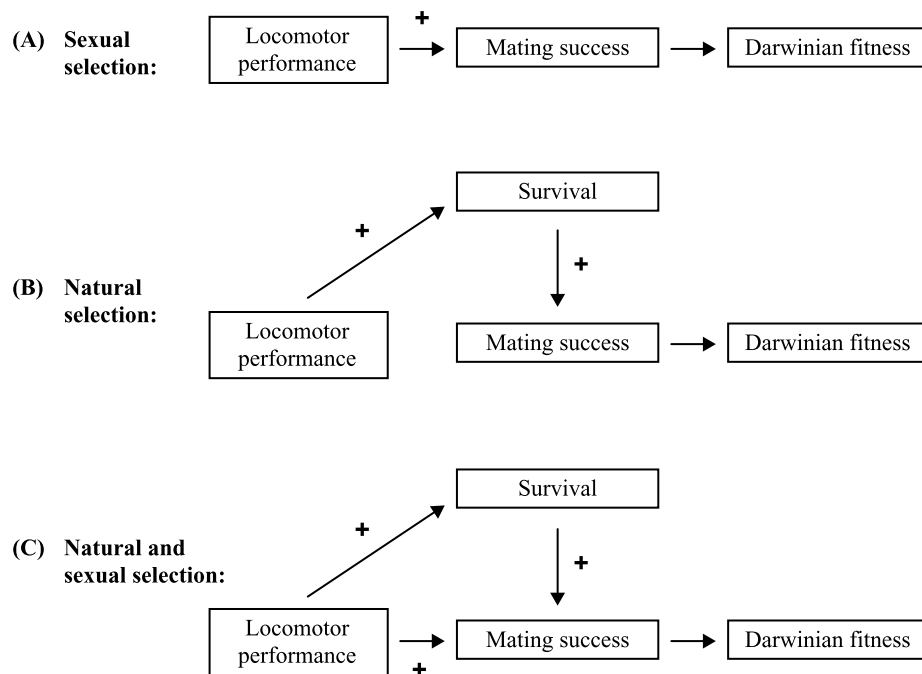 (A) Sexual selection:
Locomotor performance
+
Mating success
Darwinian fitness
Survival
+
+
(B) Natural selection:
Locomotor performance
Mating success
Darwinian fitness
Survival
+
+
(C) Natural and sexual selection:
Locomotor performance
+
Mating success
Darwinian fitness